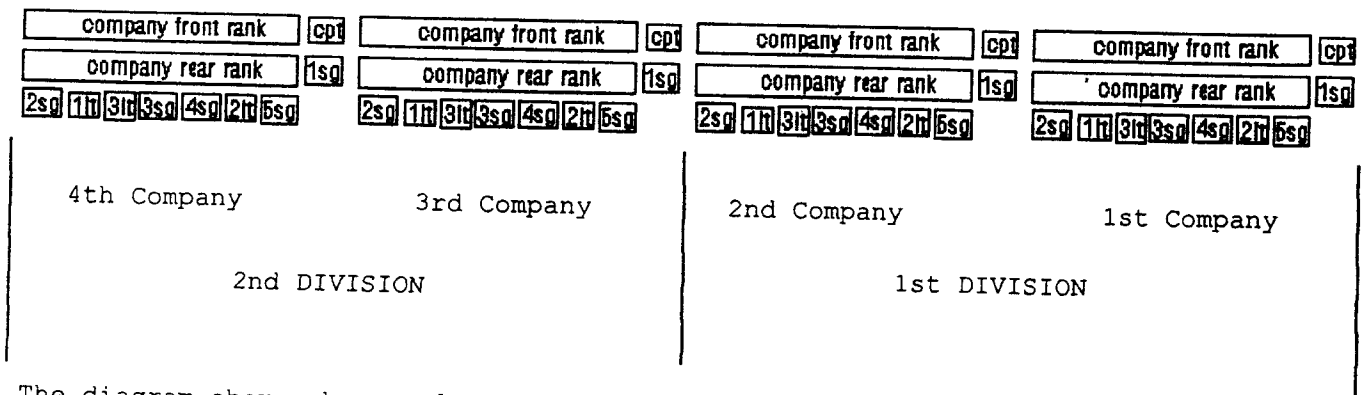 company front rank cpt company front rank cpt company front rank cpt company front rank cpt
company rear rank 1sg company rear rank 1sg company rear rank 1sg company rear rank 1sg
2sg 1lt 3lt 3sg 4sg 2lt 5sg 2sg 1lt 3lt 3sg 4sg 2lt 5sg 2sg 1lt 3lt 3sg 4sg 2lt 5sg 2sg 1lt 3lt 3sg 4sg 2lt 5sg
4th Company 3rd Company 2nd Company 1st Company
2nd DIVISION 1st DIVISION
The diagram